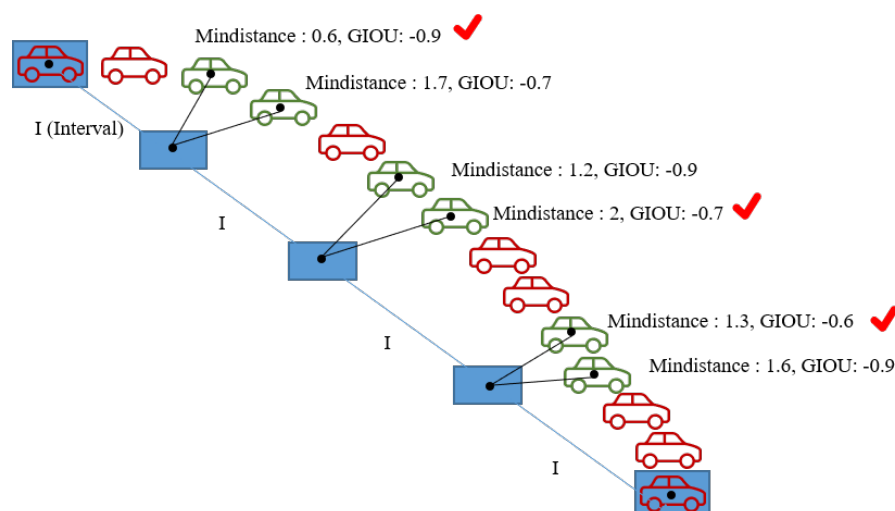 Mindistance : 0.6, GIOU: -0.9
Mindistance : 1.7, GIOU: -0.7
I (Interval)
Mindistance : 1.2, GIOU: -0.9
I
Mindistance : 2, GIOU: -0.7
Mindistance : 1.3, GIOU: -0.6
I
Mindistance : 1.6, GIOU: -0.9
I